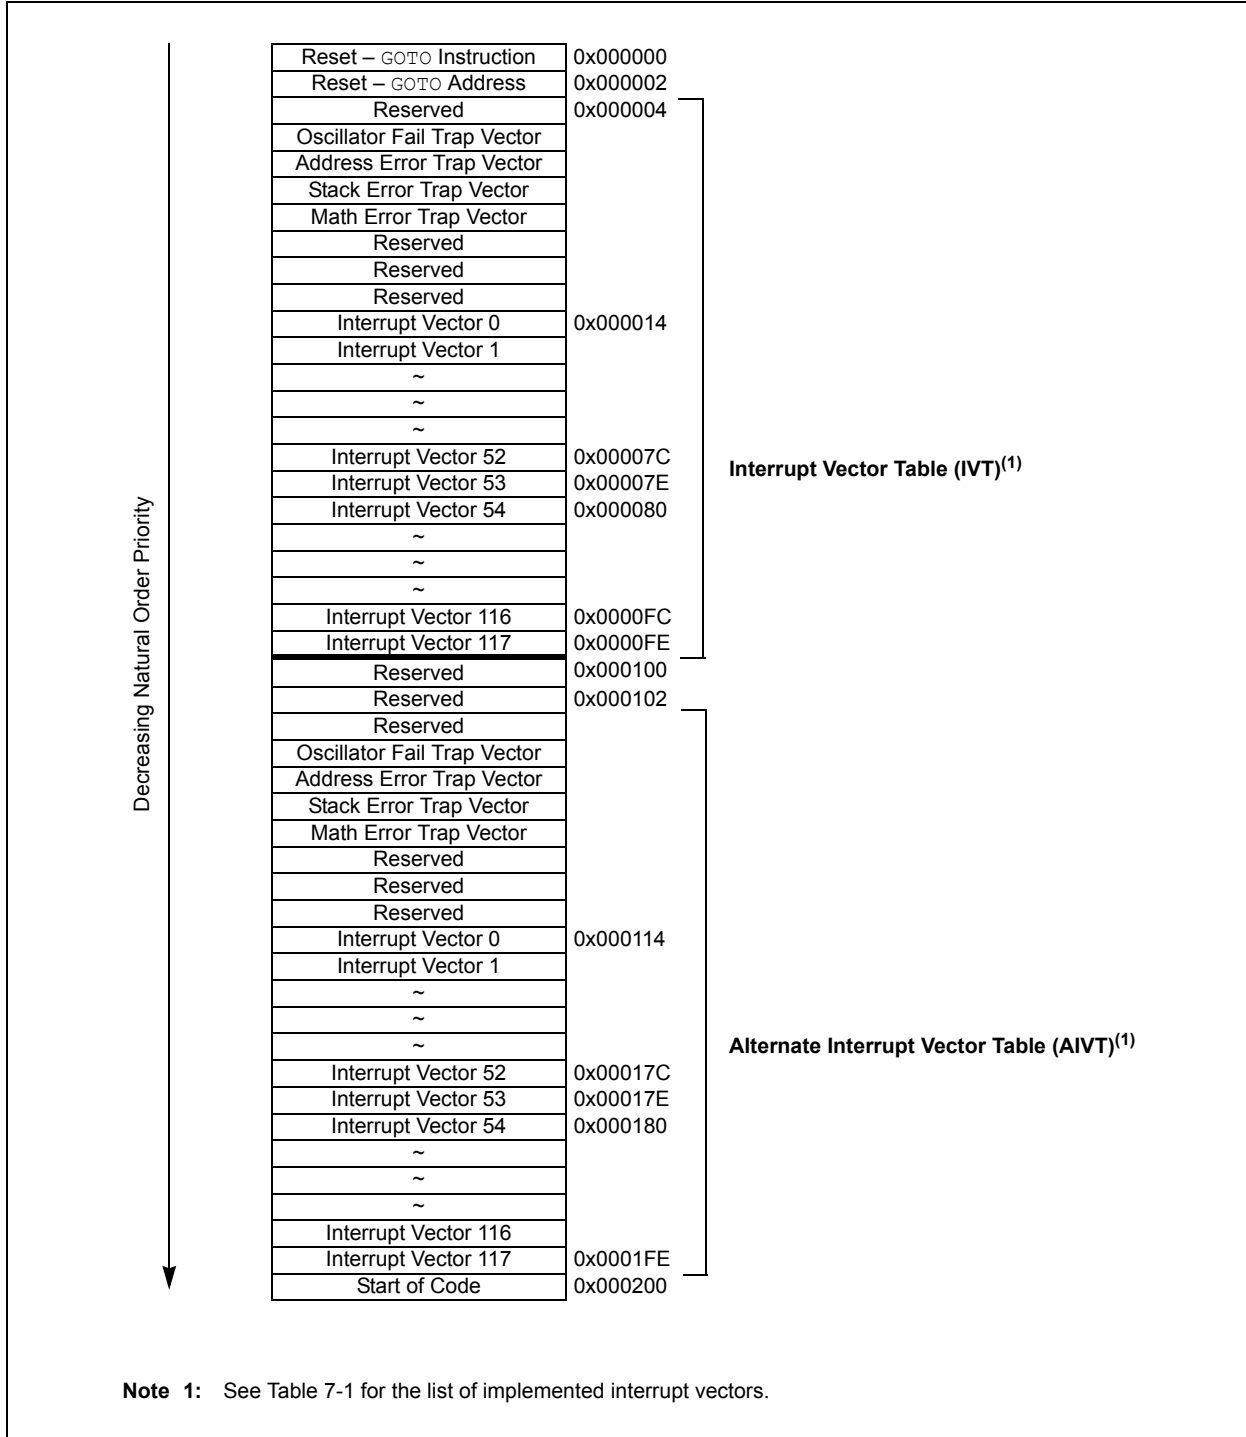 Reset – GOTO Instruction 0x000000
Reset – GOTO Address 0x000002
Reserved 0x000004
Oscillator Fail Trap Vector
Address Error Trap Vector
Stack Error Trap Vector
Math Error Trap Vector
Reserved
Reserved
Reserved
Interrupt Vector 0 0x000014
Interrupt Vector 1
~
~
~
Interrupt Vector 52 0x00007C
Interrupt Vector 53 0x00007E
Interrupt Vector 54 0x000080
~
~
~
Interrupt Vector 116 0x0000FC
Interrupt Vector 117 0x0000FE
Interrupt Vector Table (IVT)(1)
Decreasing Natural Order Priority
Reserved 0x000100
Reserved 0x000102
Reserved
Oscillator Fail Trap Vector
Address Error Trap Vector
Stack Error Trap Vector
Math Error Trap Vector
Reserved
Reserved
Reserved
Interrupt Vector 0 0x000114
Interrupt Vector 1
~
~
~
Interrupt Vector 52 0x00017C
Interrupt Vector 53 0x00017E
Interrupt Vector 54 0x000180
~
~
~
Interrupt Vector 116
Interrupt Vector 117 0x0001FE
Start of Code 0x000200
Alternate Interrupt Vector Table (AIVT)(1)
Note 1: See Table 7-1 for the list of implemented interrupt vectors.